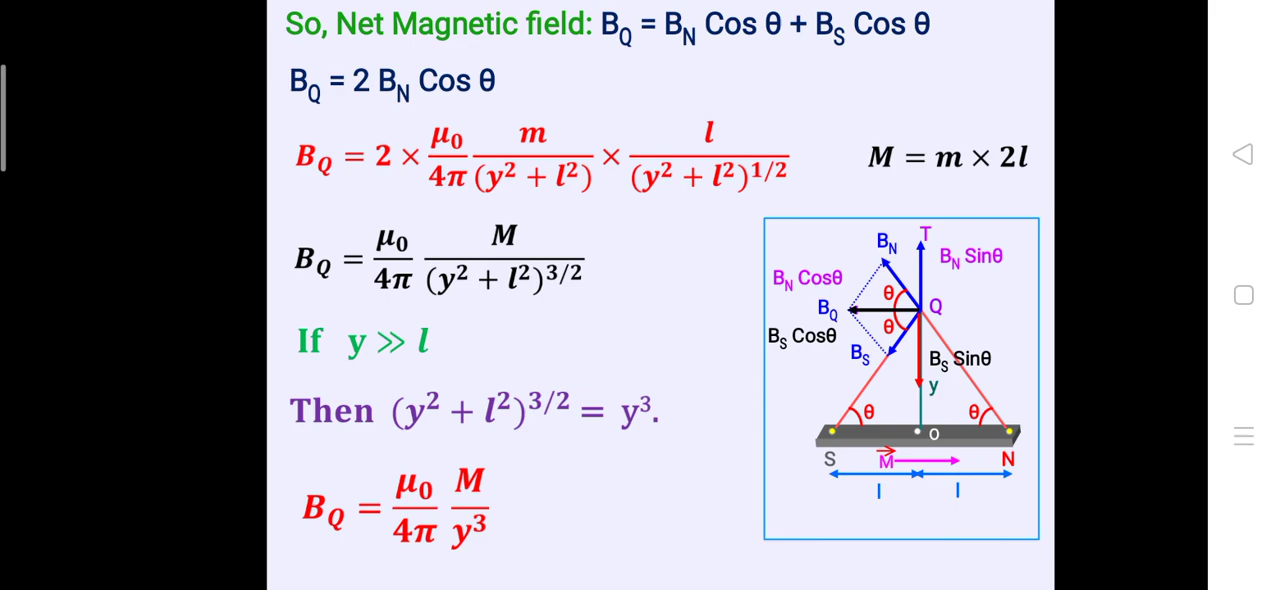 So, Net Magnetic field: B_Q = B_N Cos θ + B_S Cos θ
B_Q = 2 B_N Cos θ
B_Q = 2 × μ₀/4π m/(y² + l²) × l/(y² + l²)^1/2
M = m × 2l
B_Q = μ₀/4π M/(y² + l²)^3/2
If y ≫ l
Then (y² + l²)^3/2 = y³.
B_Q = μ₀/4π M/y³
T
B_N
B_N Sinθ
B_N Cosθ
θ
B_Q
Q
θ
B_S Cosθ
B_S
B_S Sinθ
y
θ
θ
O
S
M⃗
N
l
l